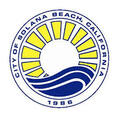 CITY OF SOLANA BEACH, CALIFORNIA
1986